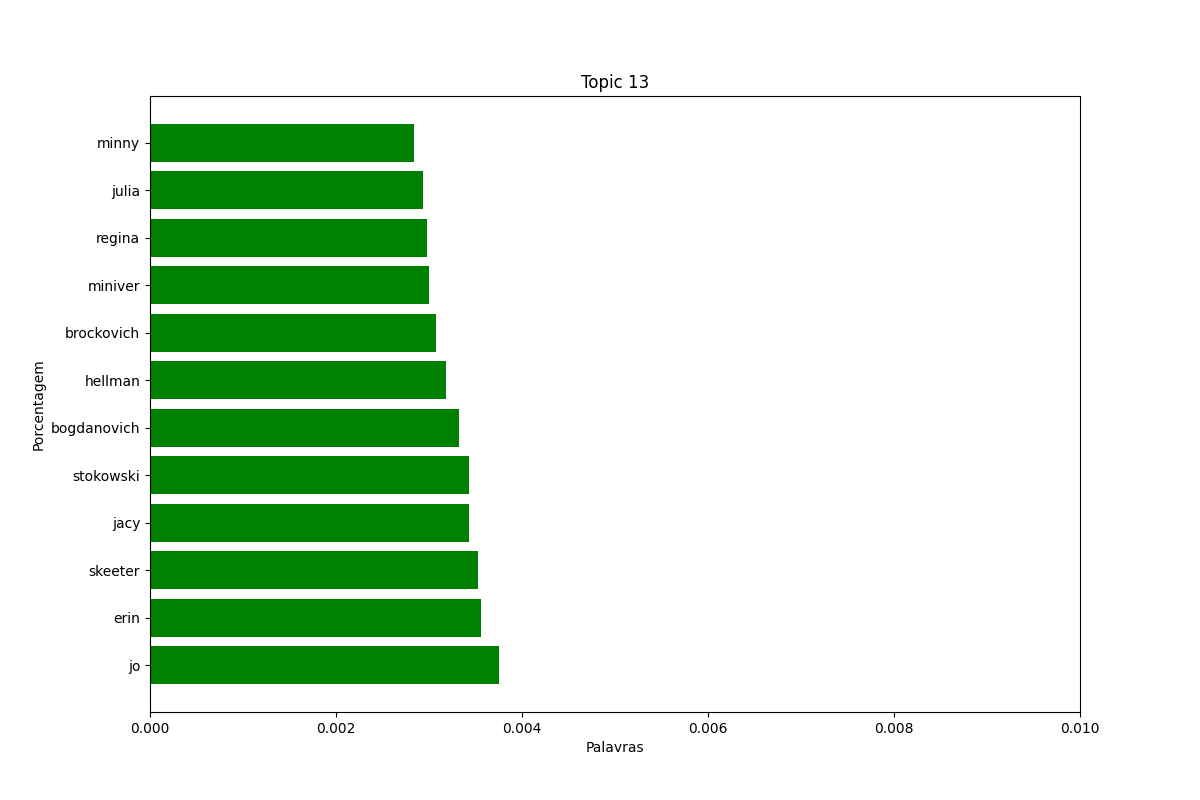 Topic 13
minny
julia
regina
miniver
brockovich
hellman
bogdanovich
stokowski
jacy
skeeter
erin
jo
Porcentagem
0.000 0.002 0.004 0.006 0.008 0.010
Palavras